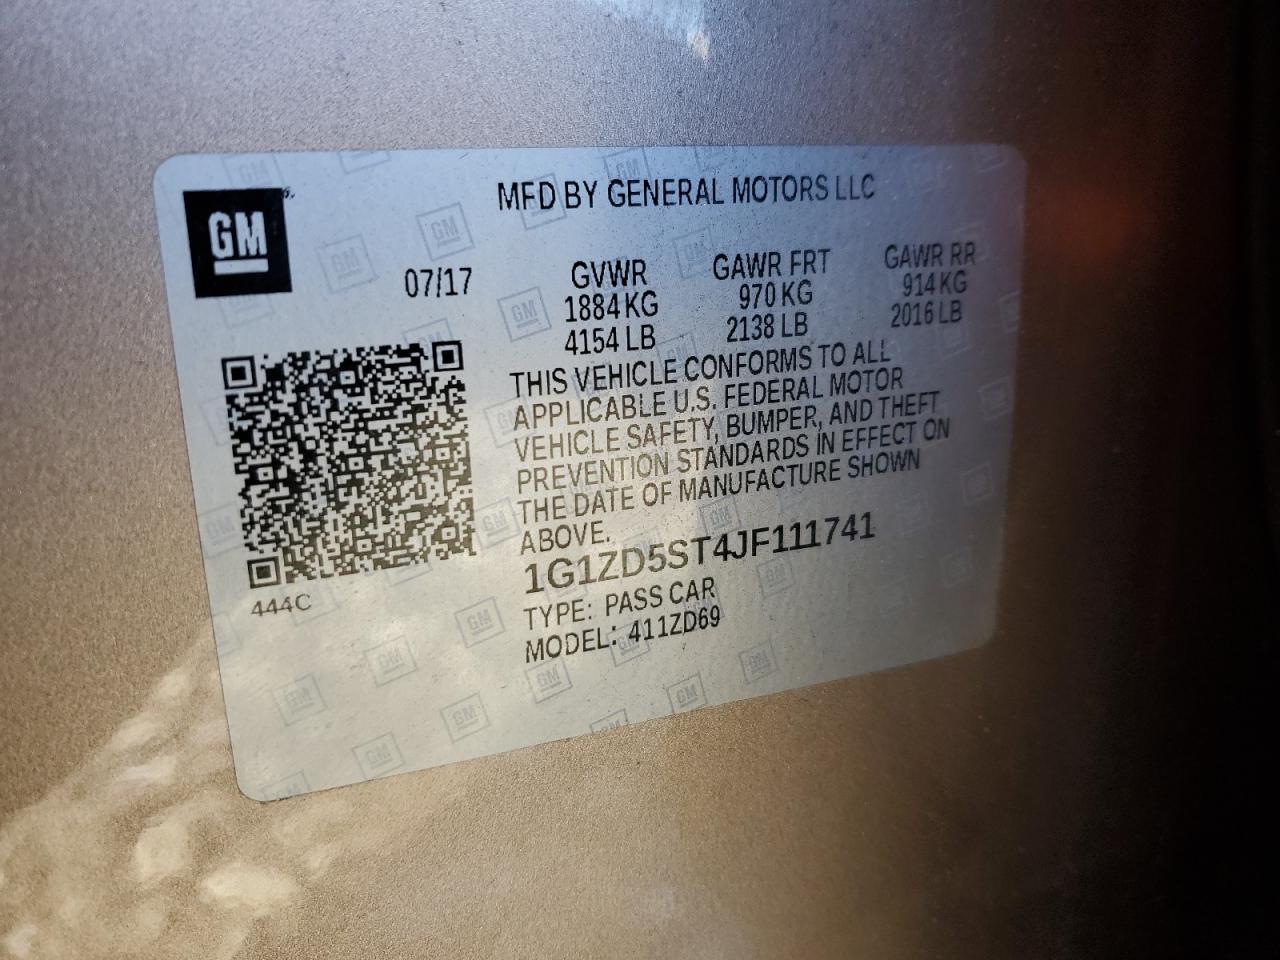 GM
MFD BY GENERAL MOTORS LLC
07/17
GVWR GAWR FRT GAWR RR
1884 KG 970 KG 914 KG
4154 LB 2138 LB 2016 LB
THIS VEHICLE CONFORMS TO ALL
APPLICABLE U.S. FEDERAL MOTOR
VEHICLE SAFETY, BUMPER, AND THEFT
PREVENTION STANDARDS IN EFFECT ON
THE DATE OF MANUFACTURE SHOWN
ABOVE.
1G1ZD5ST4JF111741
TYPE: PASS CAR
MODEL: 411ZD69
444C